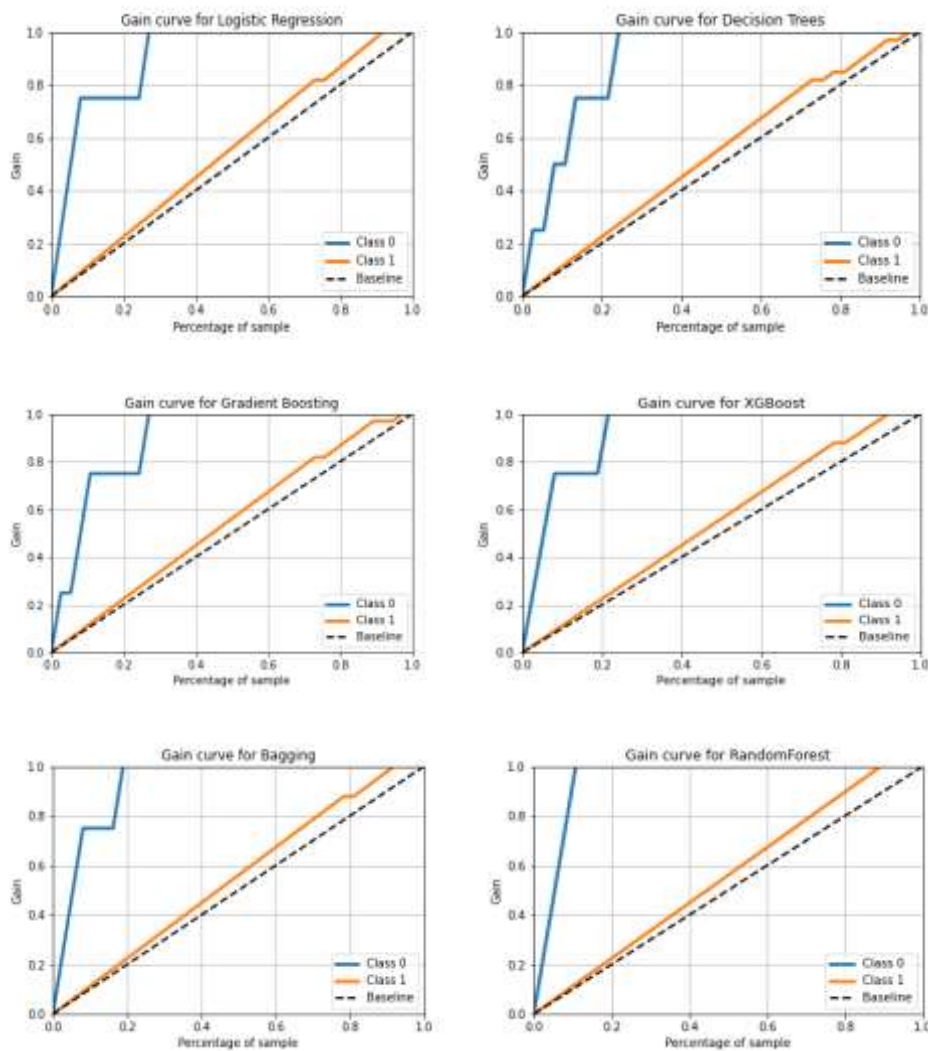 Gain curve for Logistic Regression
1.0
0.8
0.6
0.4
0.2
0.0
Gain
Class 0
Class 1
Baseline
0.0 0.2 0.4 0.6 0.8 1.0
Percentage of sample
Gain curve for Decision Trees
1.0
0.8
0.6
0.4
0.2
0.0
Gain
Class 0
Class 1
Baseline
0.0 0.2 0.4 0.6 0.8 1.0
Percentage of sample
Gain curve for Gradient Boosting
1.0
0.8
0.6
0.4
0.2
0.0
Gain
Class 0
Class 1
Baseline
0.0 0.2 0.4 0.6 0.8 1.0
Percentage of sample
Gain curve for XGBoost
1.0
0.8
0.6
0.4
0.2
0.0
Gain
Class 0
Class 1
Baseline
0.0 0.2 0.4 0.6 0.8 1.0
Percentage of sample
Gain curve for Bagging
1.0
0.8
0.6
0.4
0.2
0.0
Gain
Class 0
Class 1
Baseline
0.0 0.2 0.4 0.6 0.8 1.0
Percentage of sample
Gain curve for RandomForest
1.0
0.8
0.6
0.4
0.2
0.0
Gain
Class 0
Class 1
Baseline
0.0 0.2 0.4 0.6 0.8 1.0
Percentage of sample